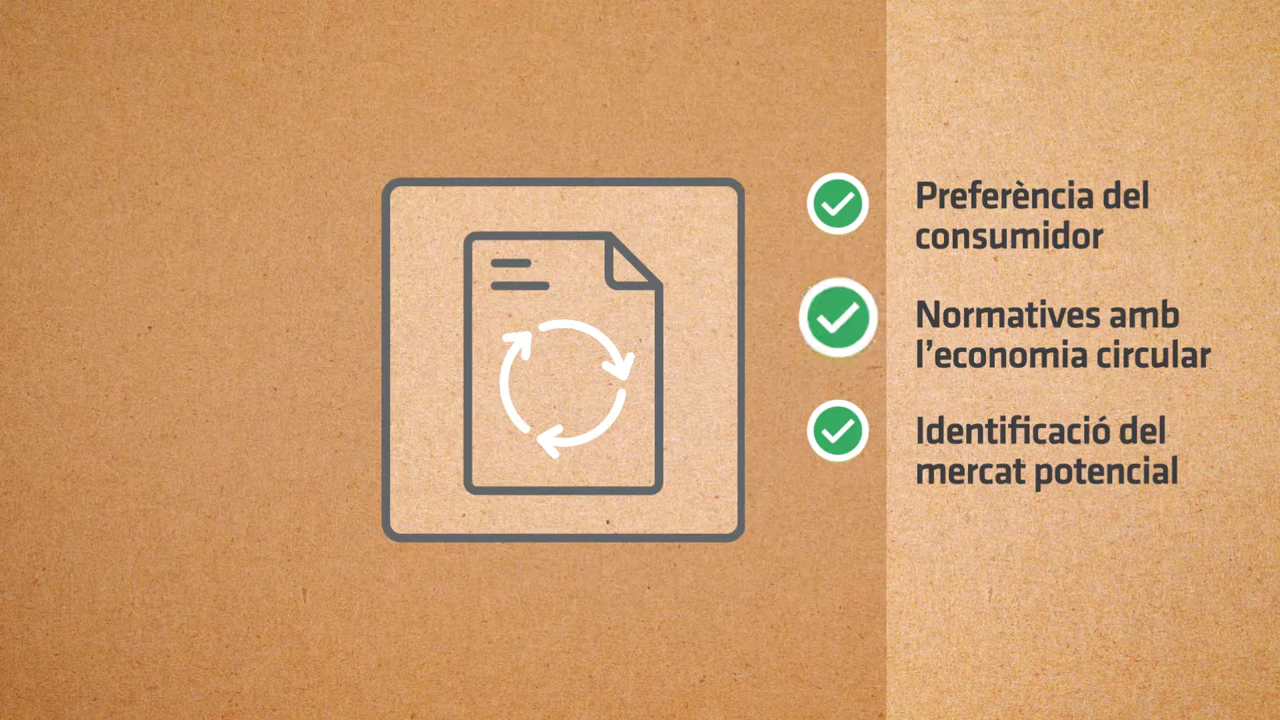 Preferència del
consumidor
Normatives amb
l’economia circular
Identificació del
mercat potencial